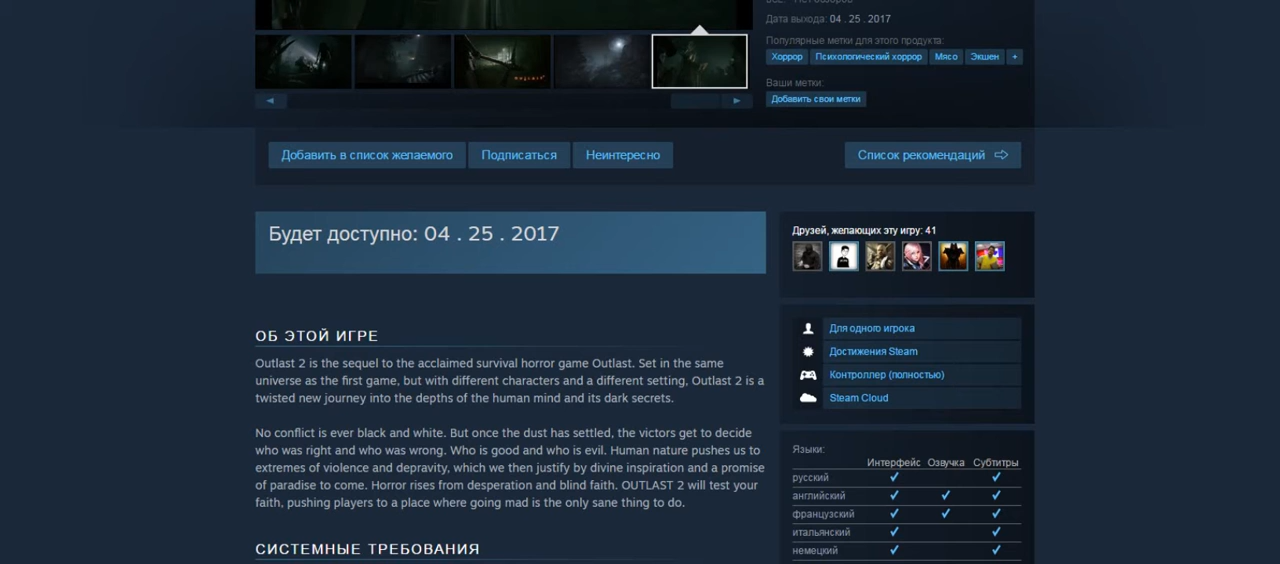 Дата выхода: 04 . 25 . 2017
Популярные метки для этого продукта:
Хоррор Психологический хоррор Мясо Экшен +
Ваши метки:
Добавить свои метки
Добавить в список желаемого Подписаться Неинтересно Список рекомендаций
Будет доступно: 04 . 25 . 2017
Друзей, желающих эту игру: 41
Для одного игрока
Достижения Steam
Контроллер (полностью)
Steam Cloud
ОБ ЭТОЙ ИГРЕ
Outlast 2 is the sequel to the acclaimed survival horror game Outlast. Set in the same
universe as the first game, but with different characters and a different setting, Outlast 2 is a
twisted new journey into the depths of the human mind and its dark secrets.
No conflict is ever black and white. But once the dust has settled, the victors get to decide
who was right and who was wrong. Who is good and who is evil. Human nature pushes us to
extremes of violence and depravity, which we then justify by divine inspiration and a promise
of paradise to come. Horror rises from desperation and blind faith. OUTLAST 2 will test your
faith, pushing players to a place where going mad is the only sane thing to do.
СИСТЕМНЫЕ ТРЕБОВАНИЯ
Языки:
Интерфейс Озвучка Субтитры
русский ✓ ✓
английский ✓ ✓ ✓
французский ✓ ✓ ✓
итальянский ✓ ✓
немецкий ✓ ✓